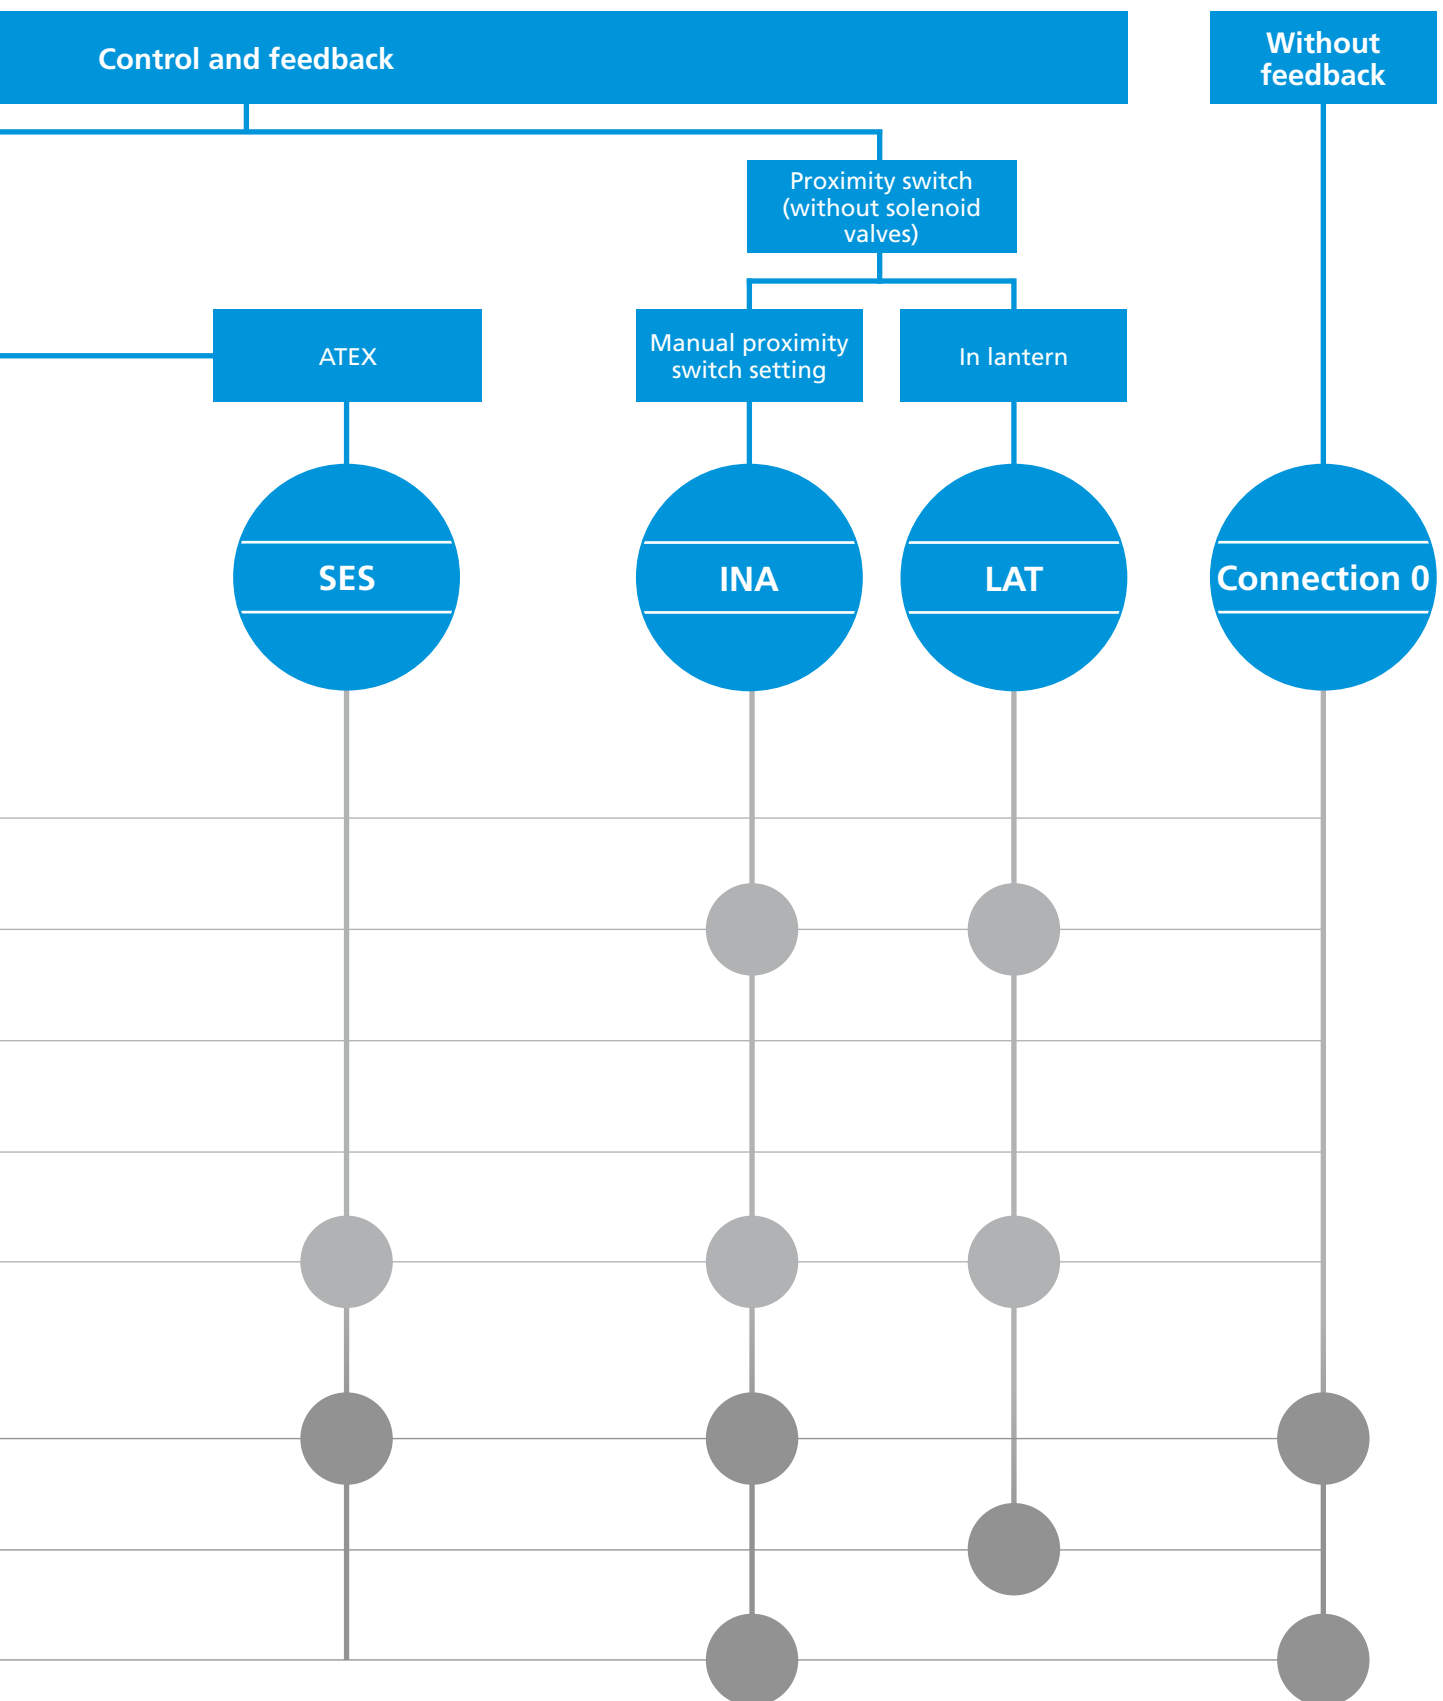 Control and feedback
Without
feedback
Proximity switch
(without solenoid
valves)
ATEX
Manual proximity
switch setting
In lantern
SES
INA
LAT
Connection 0